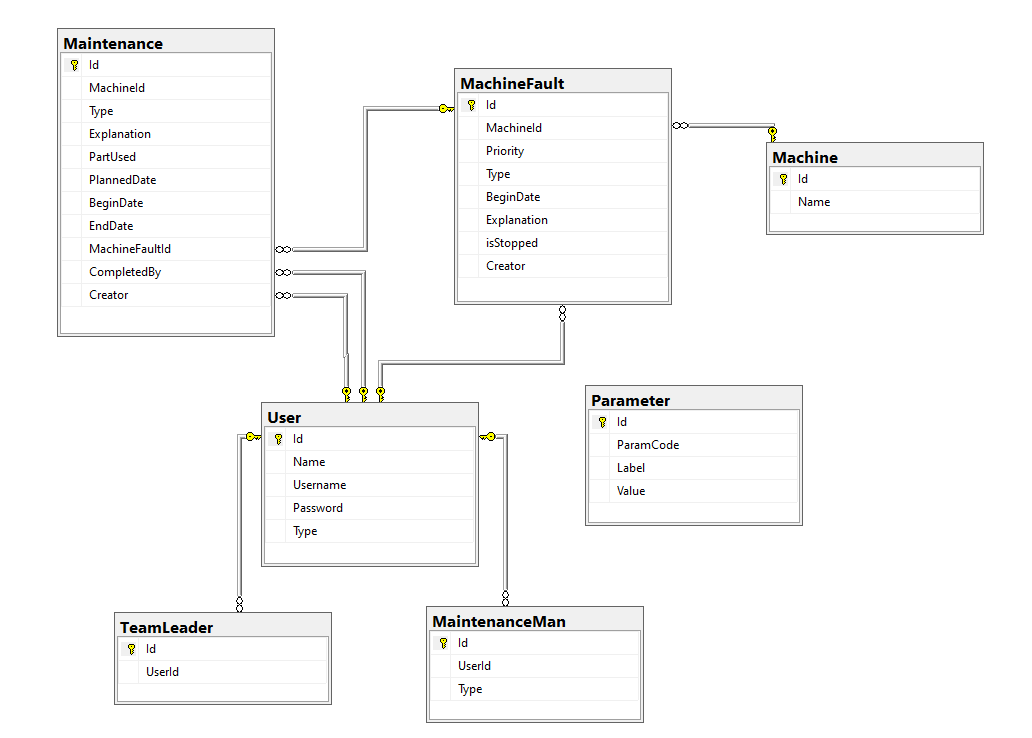 Maintenance
Id
MachineId
Type
Explanation
PartUsed
PlannedDate
BeginDate
EndDate
MachineFaultId
CompletedBy
Creator
MachineFault
Id
MachineId
Priority
Type
BeginDate
Explanation
isStopped
Creator
Machine
Id
Name
User
Id
Name
Username
Password
Type
Parameter
Id
ParamCode
Label
Value
TeamLeader
Id
UserId
MaintenanceMan
Id
UserId
Type